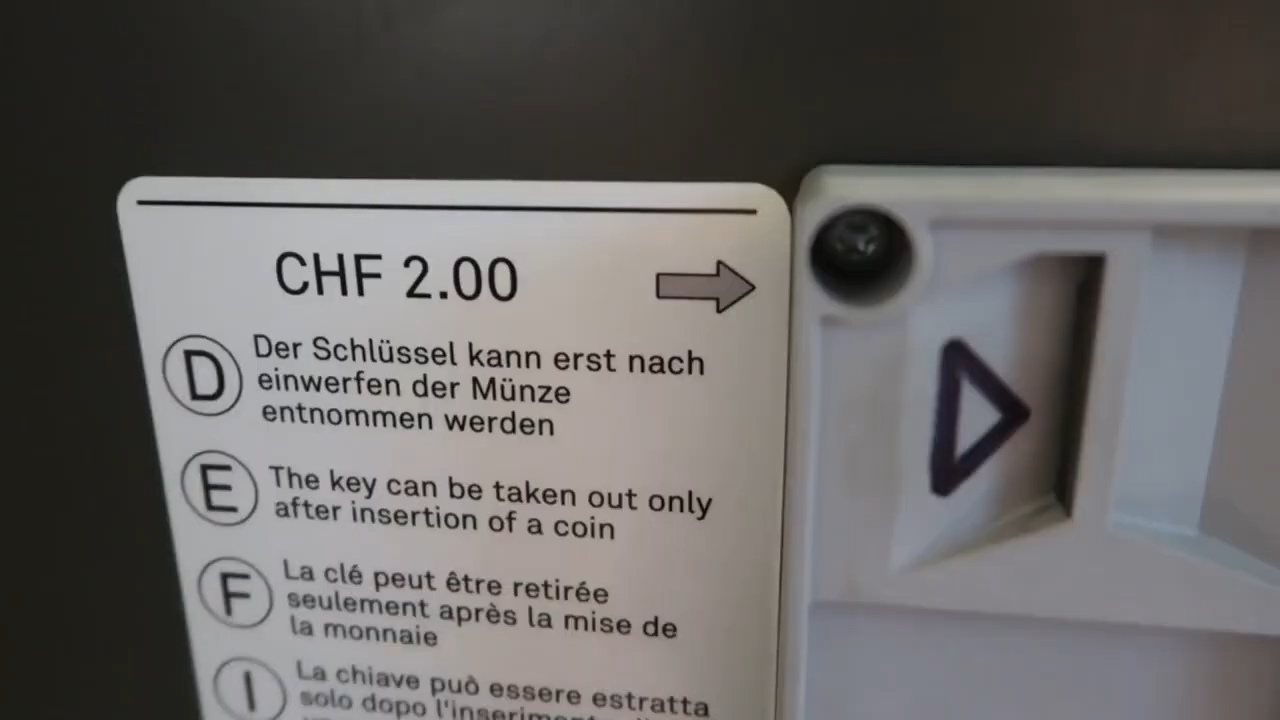 CHF 2.00
D
Der Schlüssel kann erst nach
einwerfen der Münze
entnommen werden
E
The key can be taken out only
after insertion of a coin
F
La clé peut être retirée
seulement après la mise de
la monnaie
I
La chiave può essere estratta
solo dopo